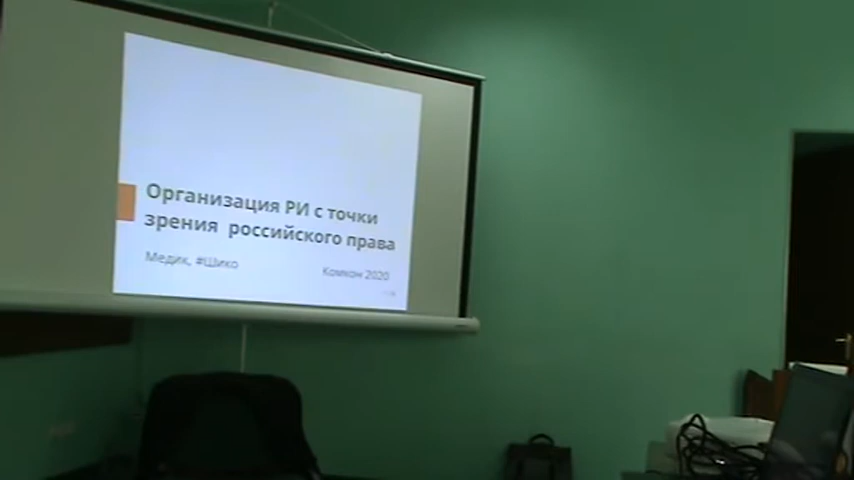 Организация РИ с точки
зрения российского права
Медик, #Шико
Комкон 2020